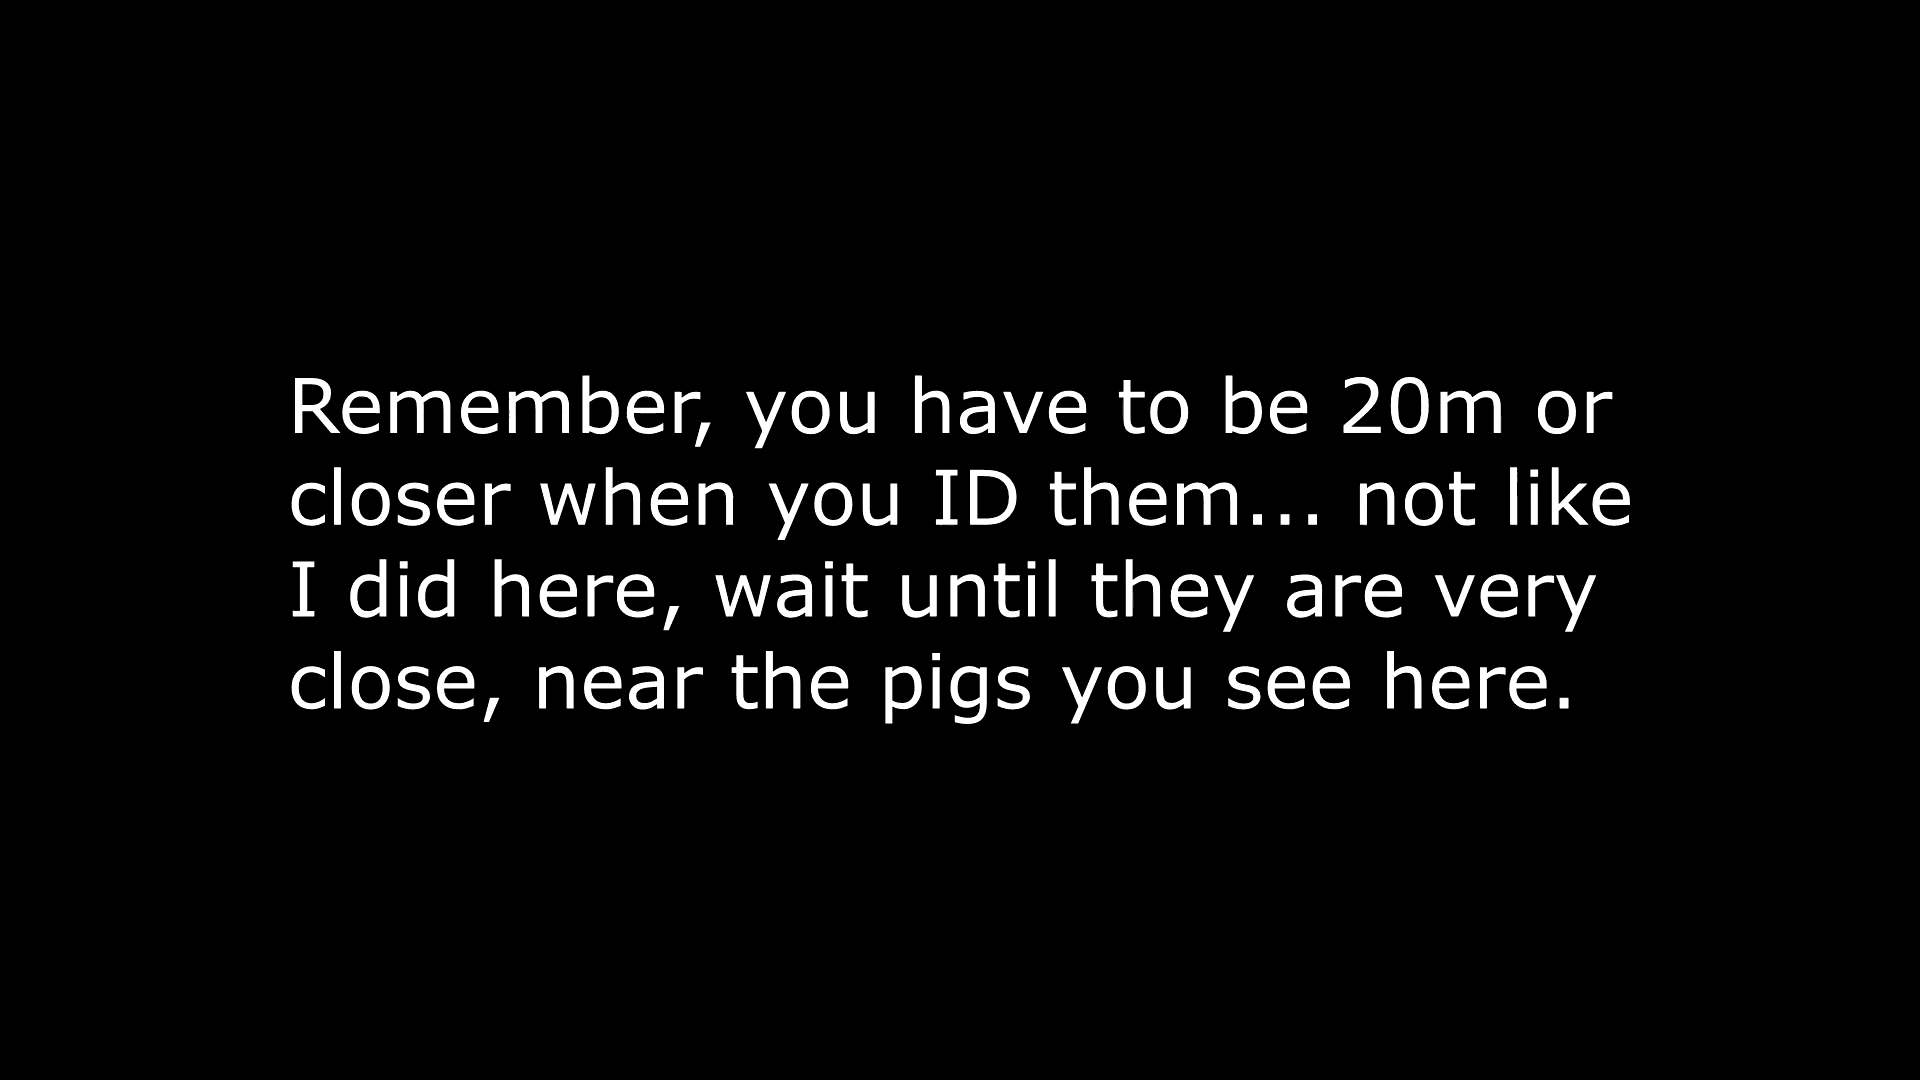 Remember, you have to be 20m or
closer when you ID them... not like
I did here, wait until they are very
close, near the pigs you see here.